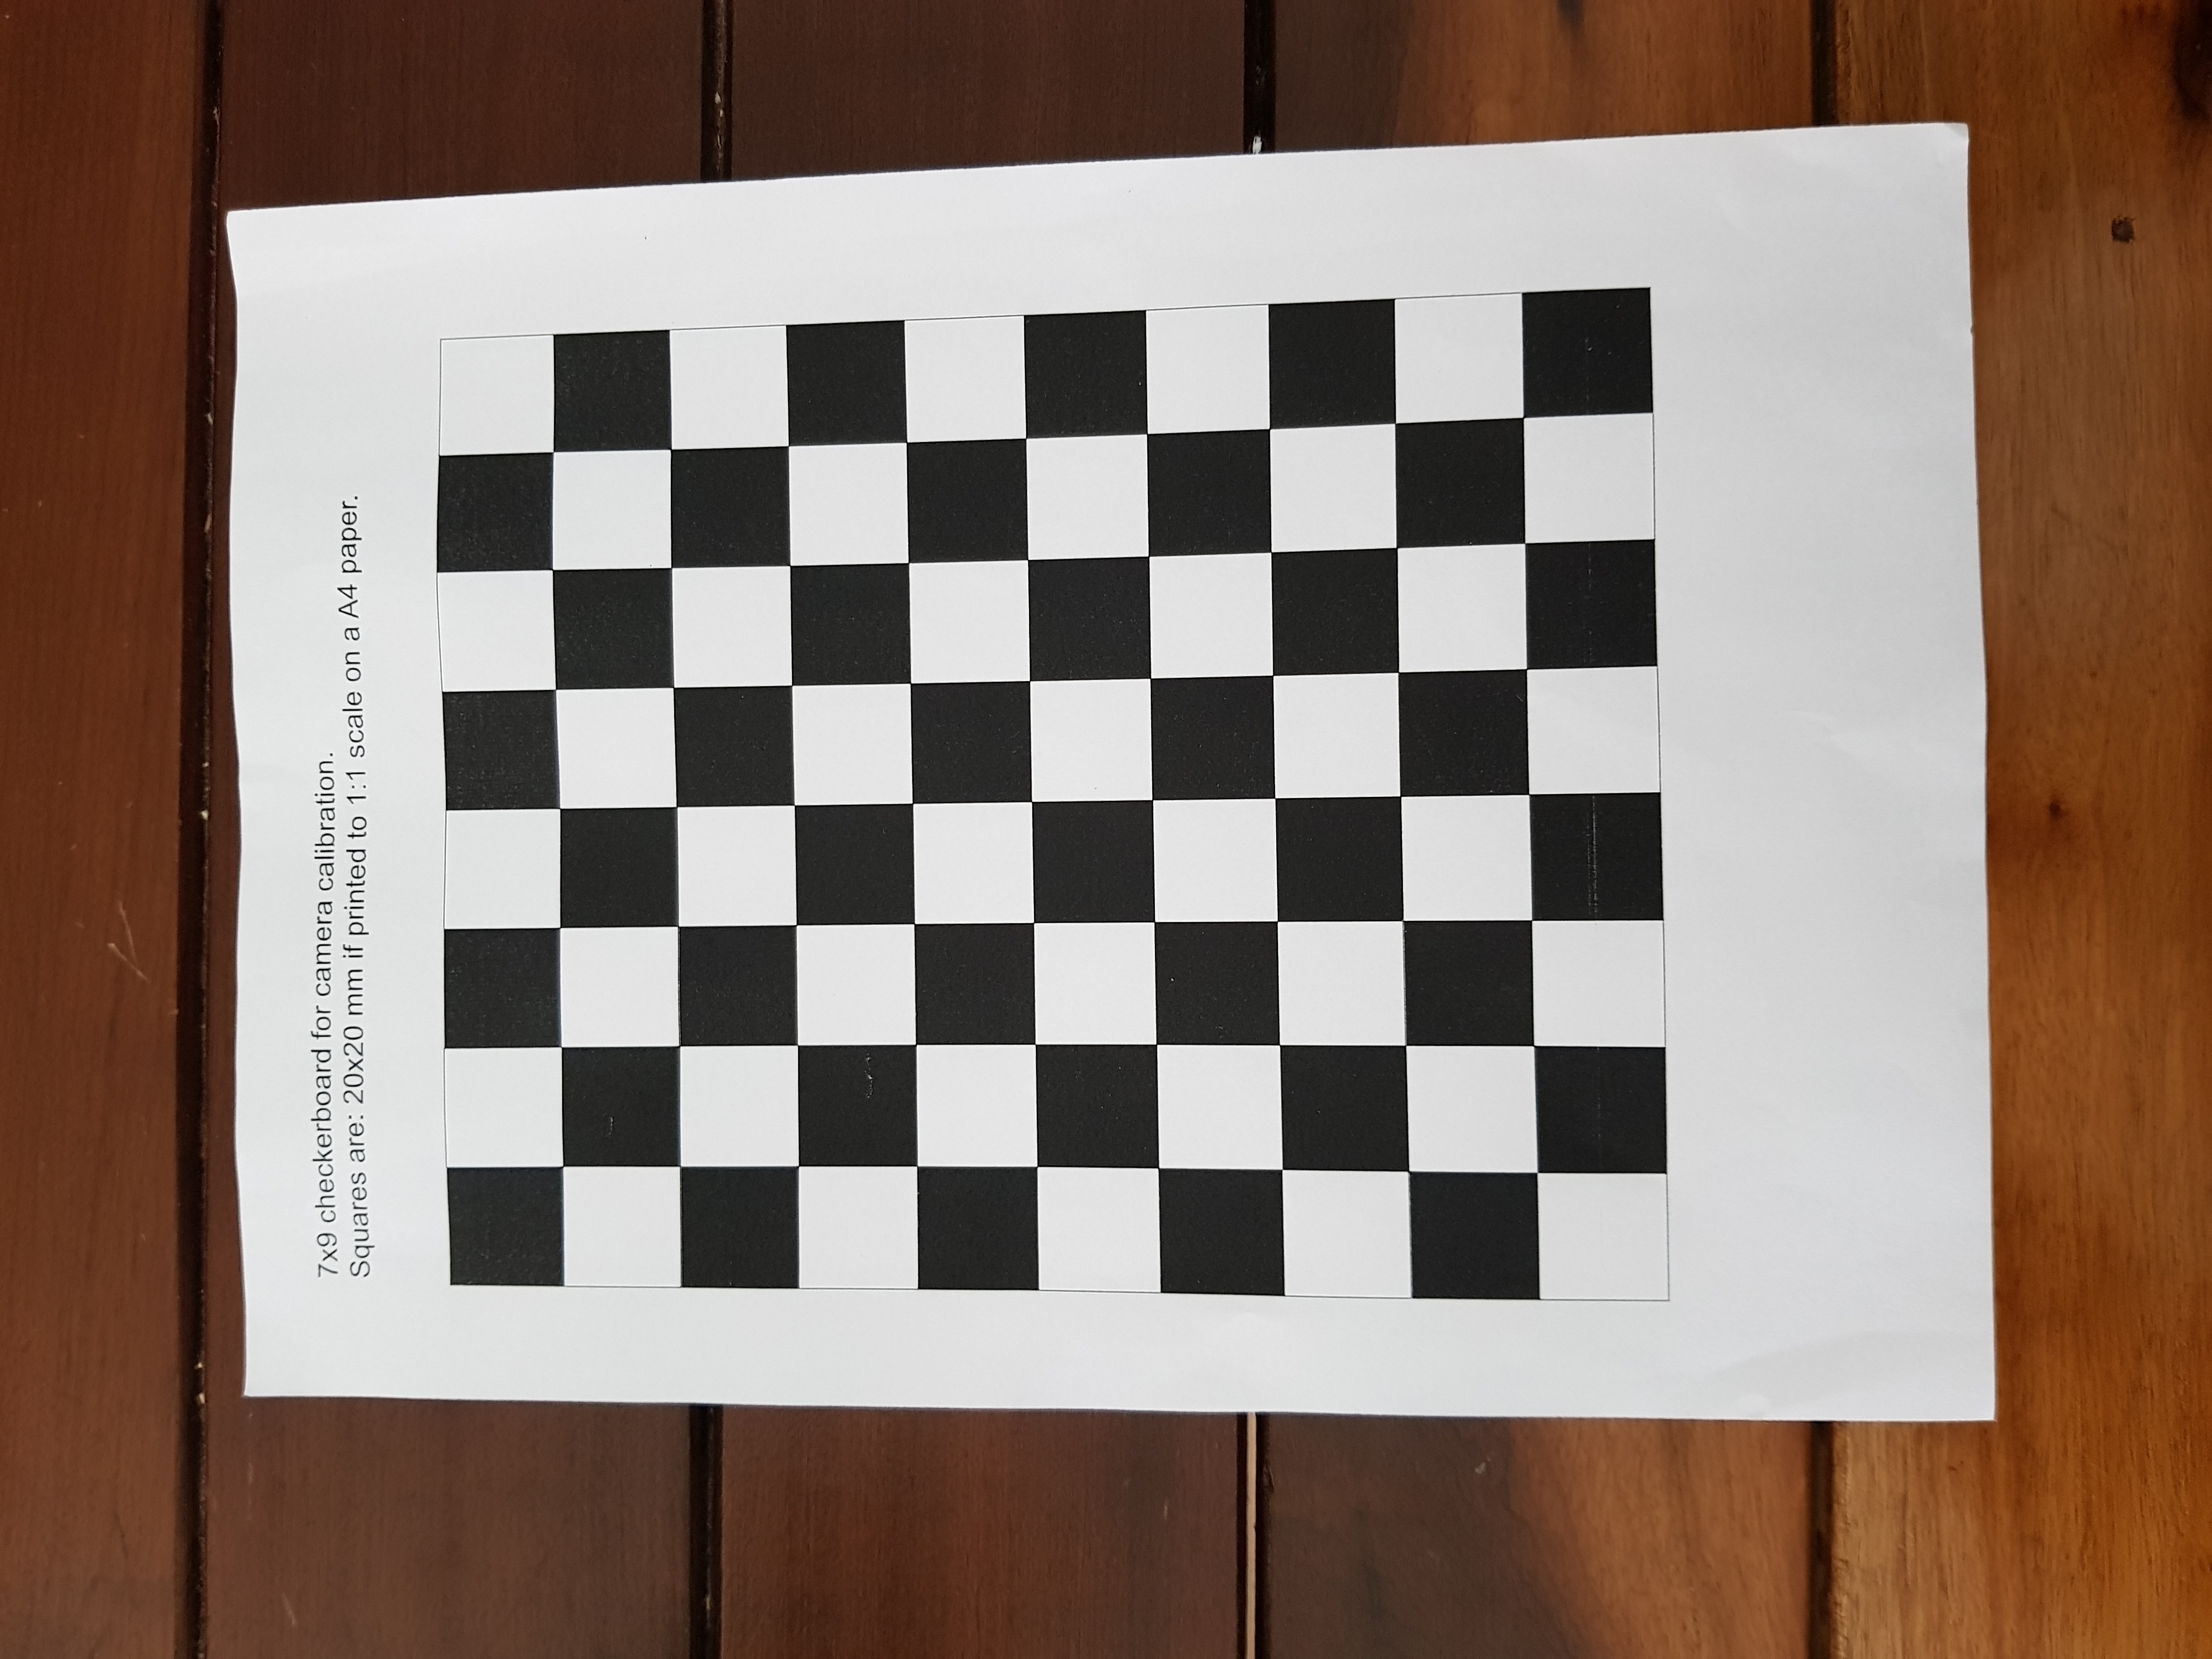 7x9 checkerboard for camera calibration.
Squares are: 20x20 mm if printed to 1:1 scale on a A4 paper.